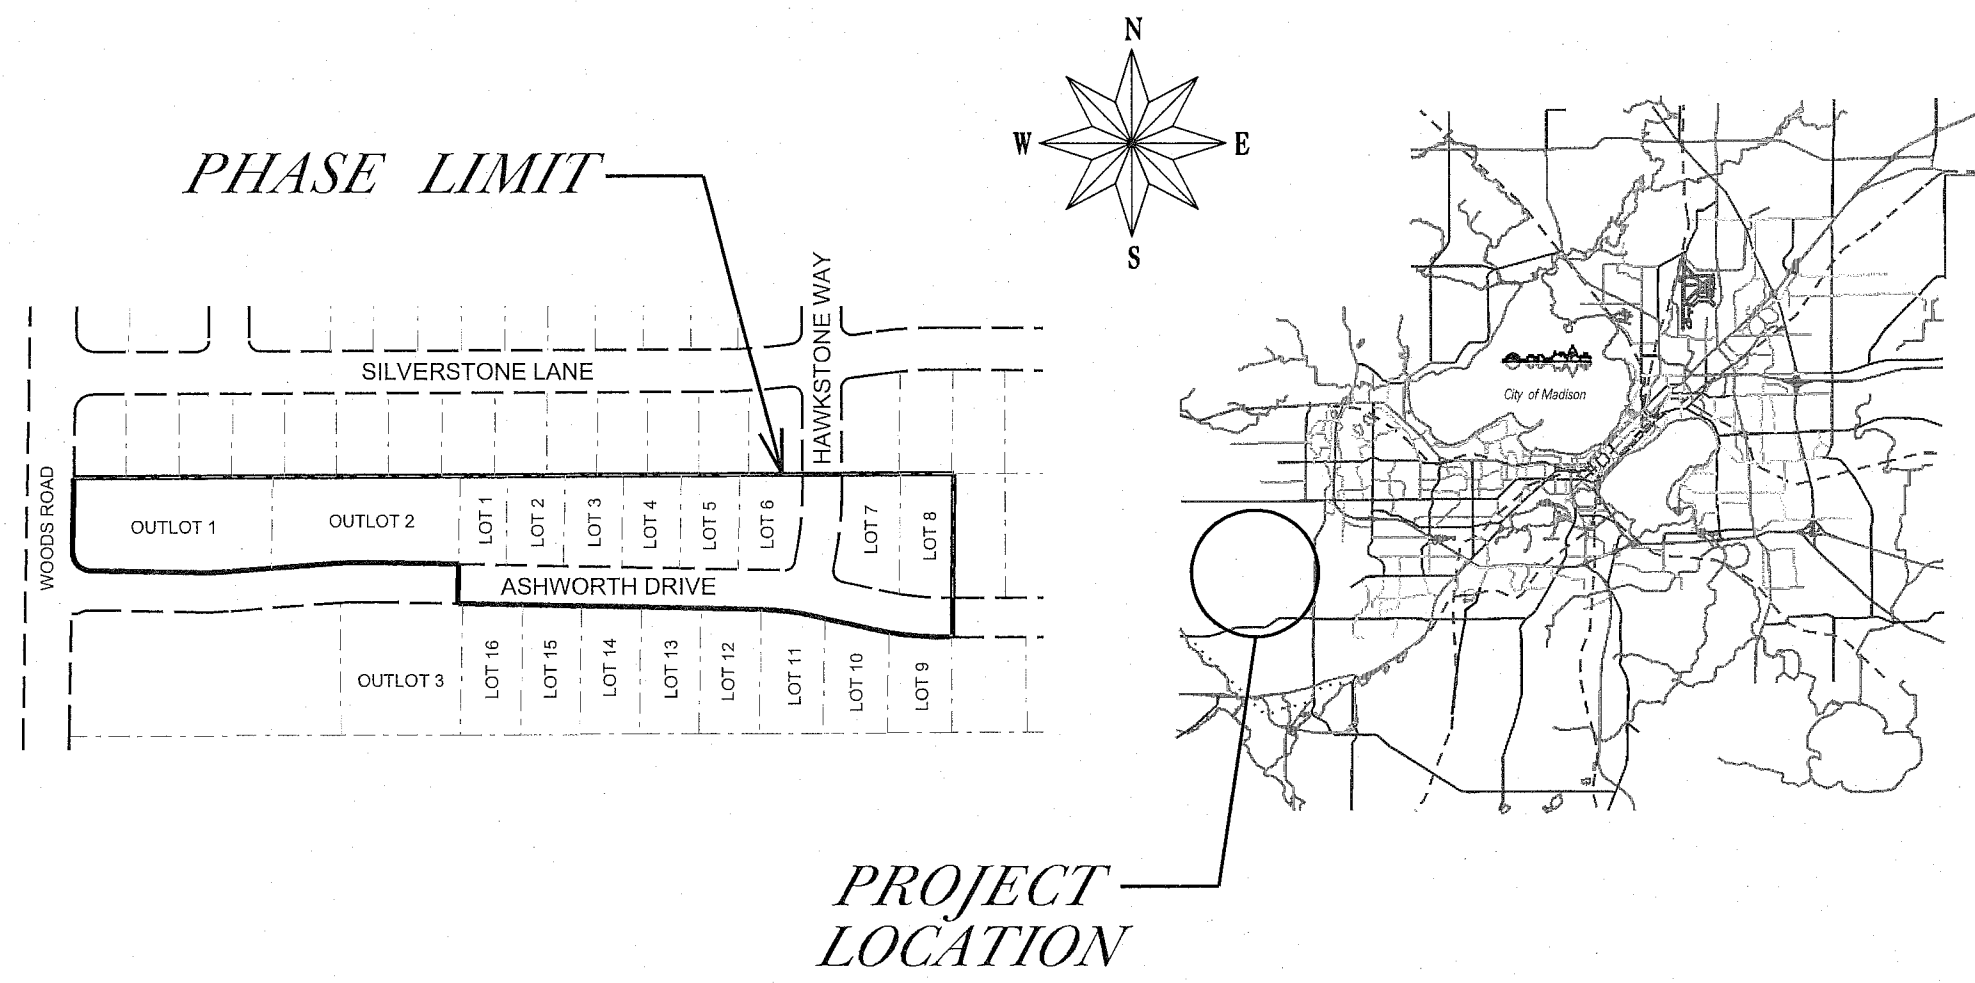 N
W E
S
PHASE LIMIT
HAWKSTONE WAY
SILVERSTONE LANE
City of Madison
WOODS ROAD
OUTLOT 1
OUTLOT 2
LOT 1
LOT 2
LOT 3
LOT 4
LOT 5
LOT 6
LOT 7
LOT 8
ASHWORTH DRIVE
OUTLOT 3
LOT 16
LOT 15
LOT 14
LOT 13
LOT 12
LOT 11
LOT 10
LOT 9
PROJECT
LOCATION